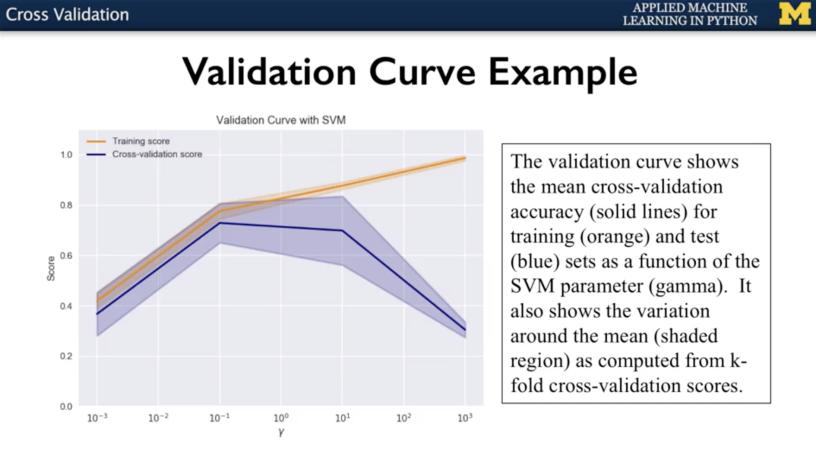 Cross Validation
APPLIED MACHINE
LEARNING IN PYTHON
M
Validation Curve Example
Validation Curve with SVM
Training score
Cross-validation score
1.0
0.8
0.6
0.4
0.2
0.0
Score
10⁻³ 10⁻² 10⁻¹ 10⁰ 10¹ 10² 10³
γ
The validation curve shows
the mean cross-validation
accuracy (solid lines) for
training (orange) and test
(blue) sets as a function of the
SVM parameter (gamma). It
also shows the variation
around the mean (shaded
region) as computed from k-
fold cross-validation scores.